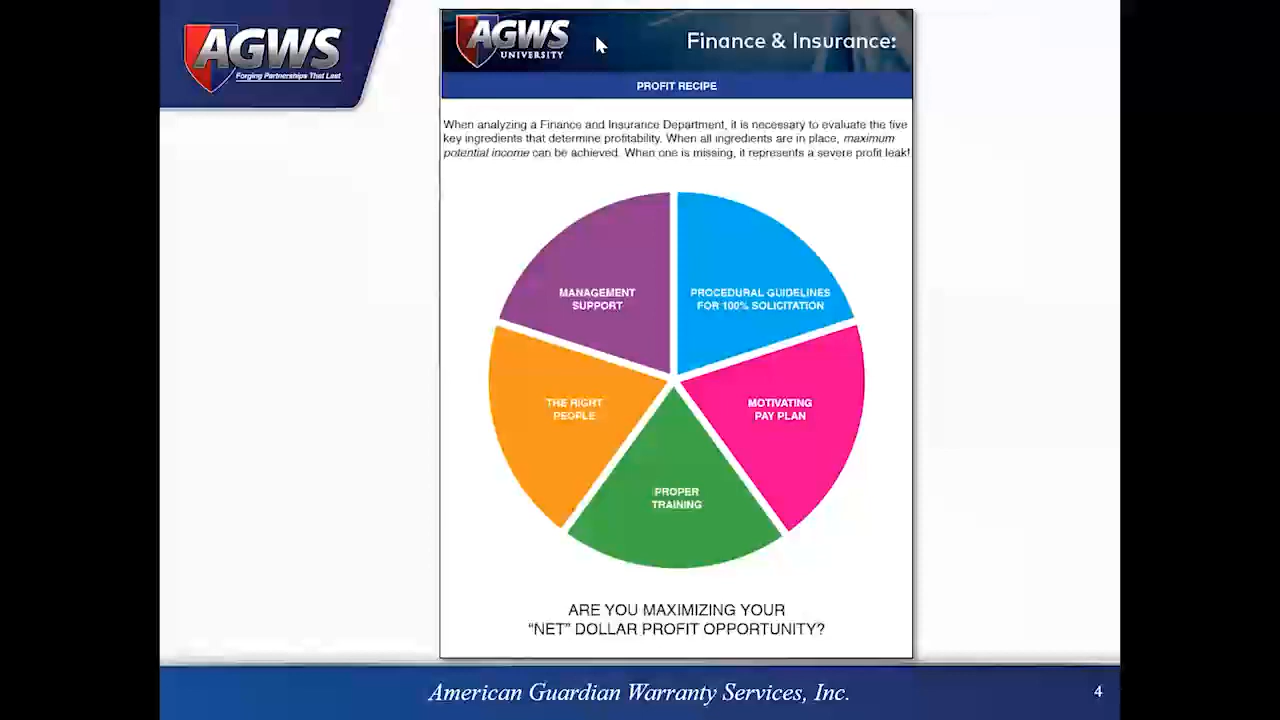 AGWS
Forging Partnerships That Last
AGWS
UNIVERSITY
Finance & Insurance:
PROFIT RECIPE
When analyzing a Finance and Insurance Department, it is necessary to evaluate the five
key ingredients that determine profitability. When all ingredients are in place, maximum
potential income can be achieved. When one is missing, it represents a severe profit leak!
MANAGEMENT
SUPPORT
PROCEDURAL GUIDELINES
FOR 100% SOLICITATION
THE RIGHT
PEOPLE
MOTIVATING
PAY PLAN
PROPER
TRAINING
ARE YOU MAXIMIZING YOUR
“NET” DOLLAR PROFIT OPPORTUNITY?
American Guardian Warranty Services, Inc.
4